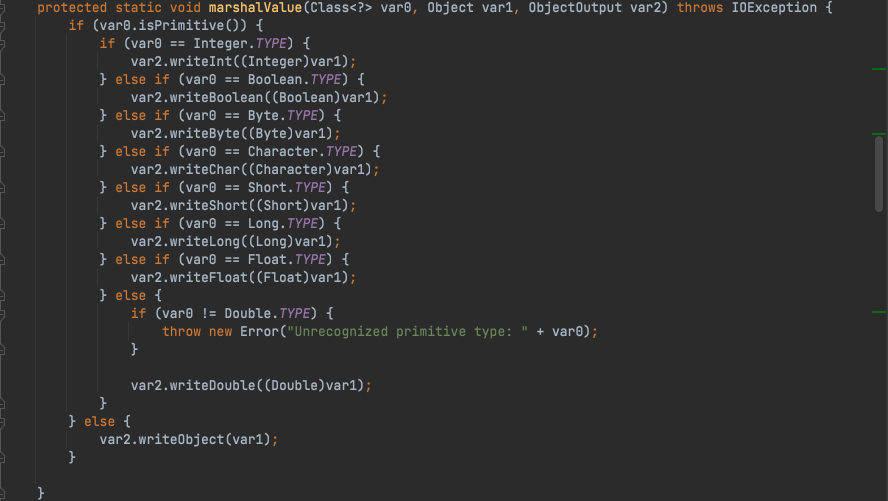 protected static void marshalValue(Class<?> var0, Object var1, ObjectOutput var2) throws IOException {
    if (var0.isPrimitive()) {
        if (var0 == Integer.TYPE) {
            var2.writeInt((Integer)var1);
        } else if (var0 == Boolean.TYPE) {
            var2.writeBoolean((Boolean)var1);
        } else if (var0 == Byte.TYPE) {
            var2.writeByte((Byte)var1);
        } else if (var0 == Character.TYPE) {
            var2.writeChar((Character)var1);
        } else if (var0 == Short.TYPE) {
            var2.writeShort((Short)var1);
        } else if (var0 == Long.TYPE) {
            var2.writeLong((Long)var1);
        } else if (var0 == Float.TYPE) {
            var2.writeFloat((Float)var1);
        } else {
            if (var0 != Double.TYPE) {
                throw new Error("Unrecognized primitive type: " + var0);
            }

            var2.writeDouble((Double)var1);
        }
    } else {
        var2.writeObject(var1);
    }

}